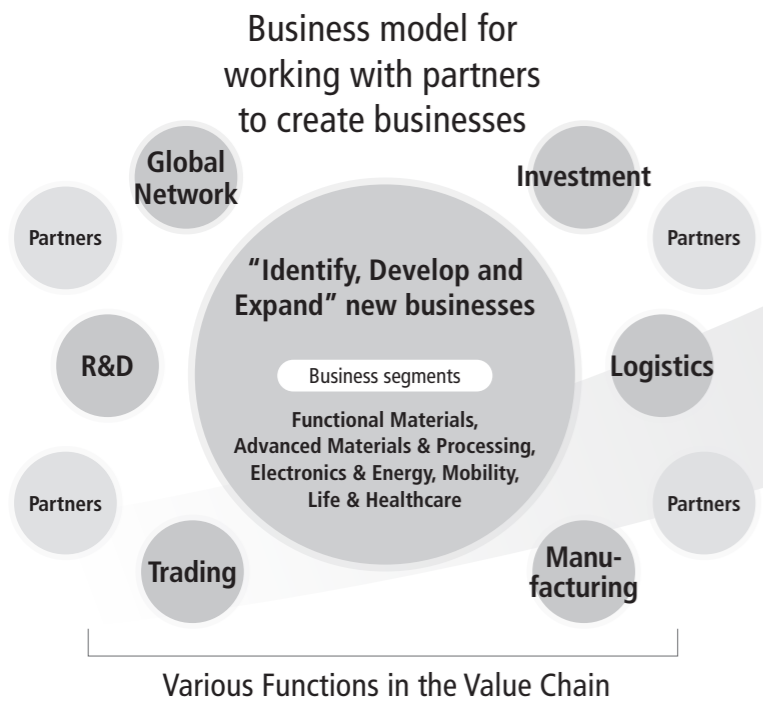 Business model for
working with partners
to create businesses
Global
Network
Investment
Partners
Partners
“Identify, Develop and
Expand” new businesses
R&D
Logistics
Business segments
Functional Materials,
Advanced Materials & Processing,
Electronics & Energy, Mobility,
Life & Healthcare
Partners
Partners
Trading
Manu-
facturing
Various Functions in the Value Chain